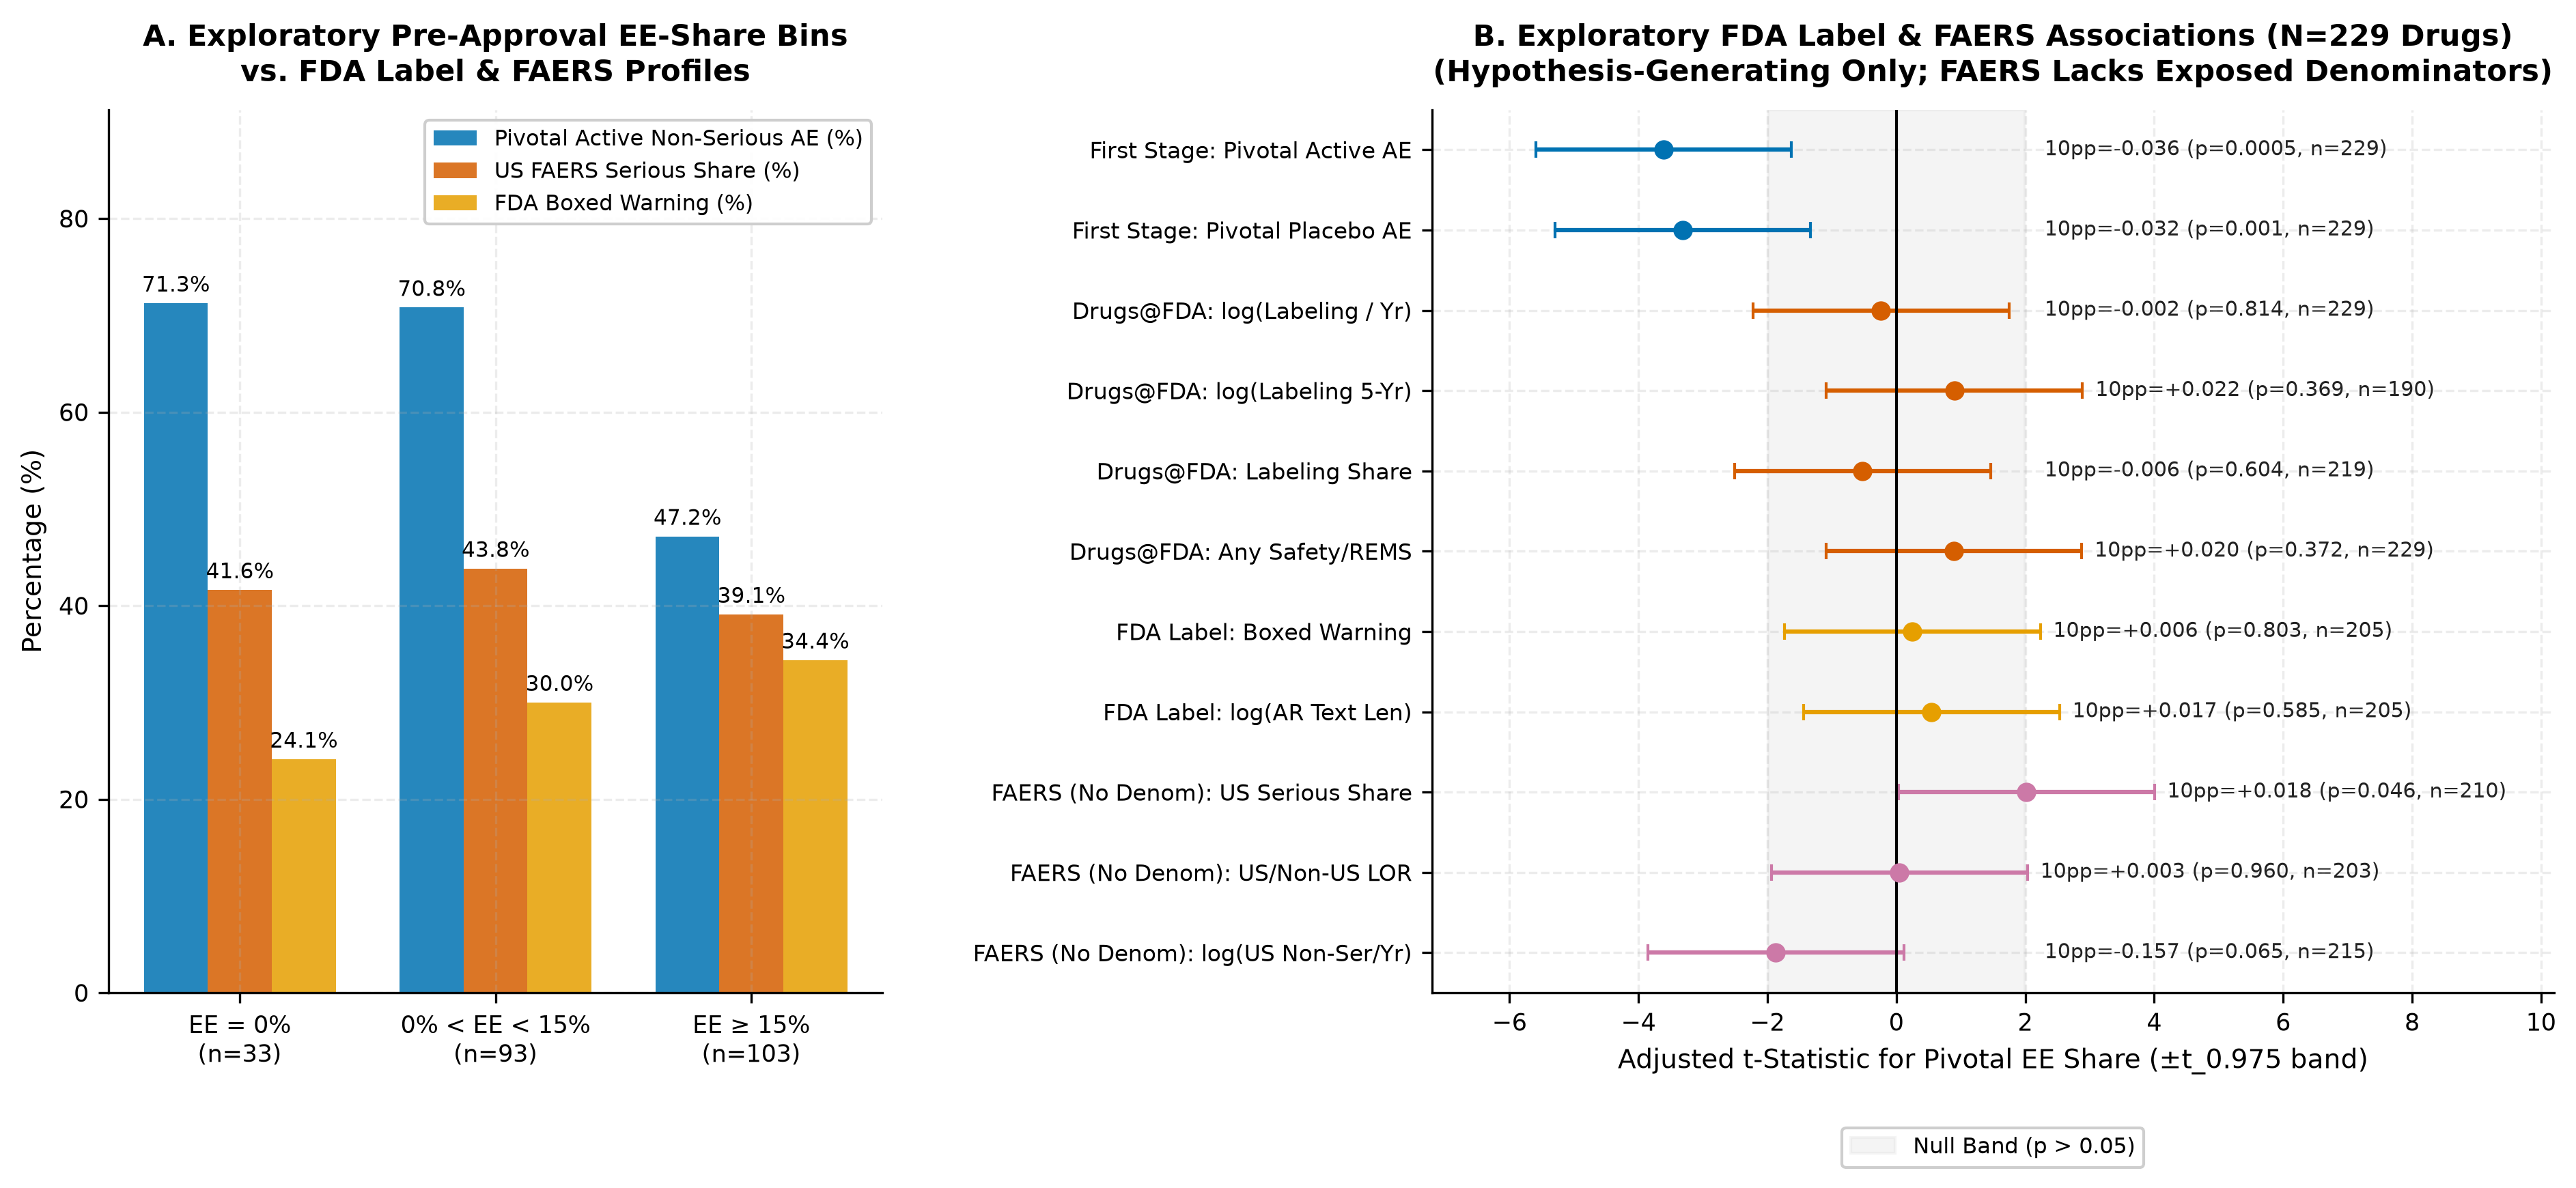 A. Exploratory Pre-Approval EE-Share Bins
vs. FDA Label & FAERS Profiles
Percentage (%)
80
60
40
20
0
Pivotal Active Non-Serious AE (%)
US FAERS Serious Share (%)
FDA Boxed Warning (%)
71.3%
41.6%
24.1%
70.8%
43.8%
30.0%
47.2%
39.1%
34.4%
EE = 0%
(n=33)
0% < EE < 15%
(n=93)
EE ≥ 15%
(n=103)
B. Exploratory FDA Label & FAERS Associations (N=229 Drugs)
(Hypothesis-Generating Only; FAERS Lacks Exposed Denominators)
First Stage: Pivotal Active AE
10pp=-0.036 (p=0.0005, n=229)
First Stage: Pivotal Placebo AE
10pp=-0.032 (p=0.001, n=229)
Drugs@FDA: log(Labeling / Yr)
10pp=-0.002 (p=0.814, n=229)
Drugs@FDA: log(Labeling 5-Yr)
10pp=+0.022 (p=0.369, n=190)
Drugs@FDA: Labeling Share
10pp=-0.006 (p=0.604, n=219)
Drugs@FDA: Any Safety/REMS
10pp=+0.020 (p=0.372, n=229)
FDA Label: Boxed Warning
10pp=+0.006 (p=0.803, n=205)
FDA Label: log(AR Text Len)
10pp=+0.017 (p=0.585, n=205)
FAERS (No Denom): US Serious Share
10pp=+0.018 (p=0.046, n=210)
FAERS (No Denom): US/Non-US LOR
10pp=+0.003 (p=0.960, n=203)
FAERS (No Denom): log(US Non-Ser/Yr)
10pp=-0.157 (p=0.065, n=215)
−6 −4 −2 0 2 4 6 8 10
Adjusted t-Statistic for Pivotal EE Share (±t_0.975 band)
Null Band (p > 0.05)